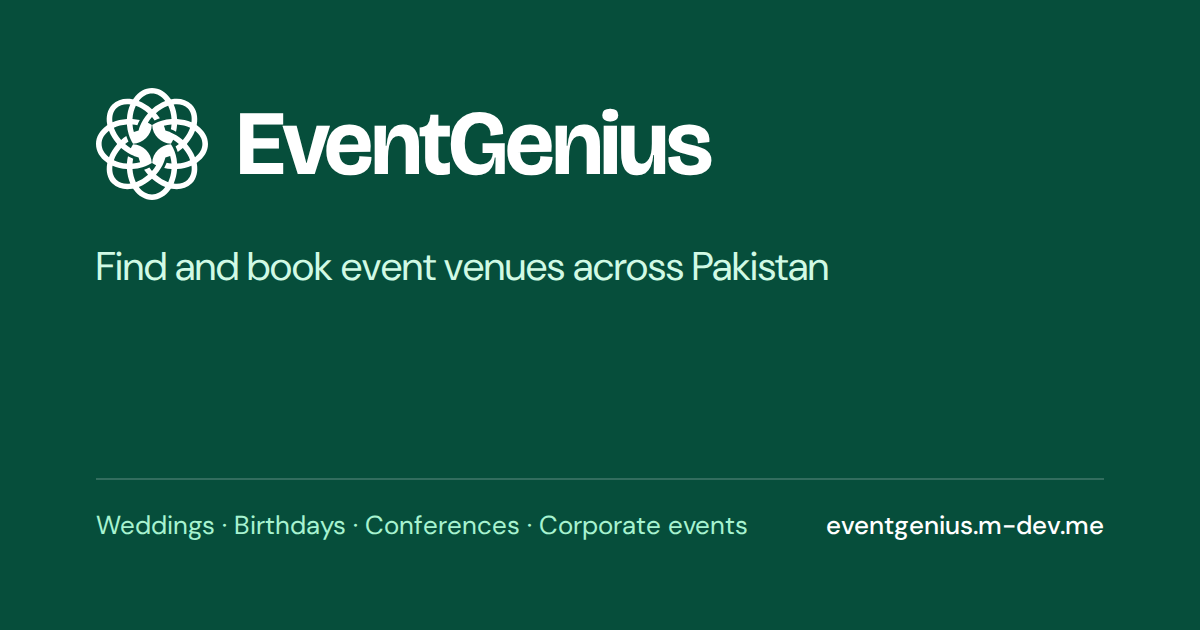 EventGenius
Find and book event venues across Pakistan
Weddings · Birthdays · Conferences · Corporate events
eventgenius.m-dev.me